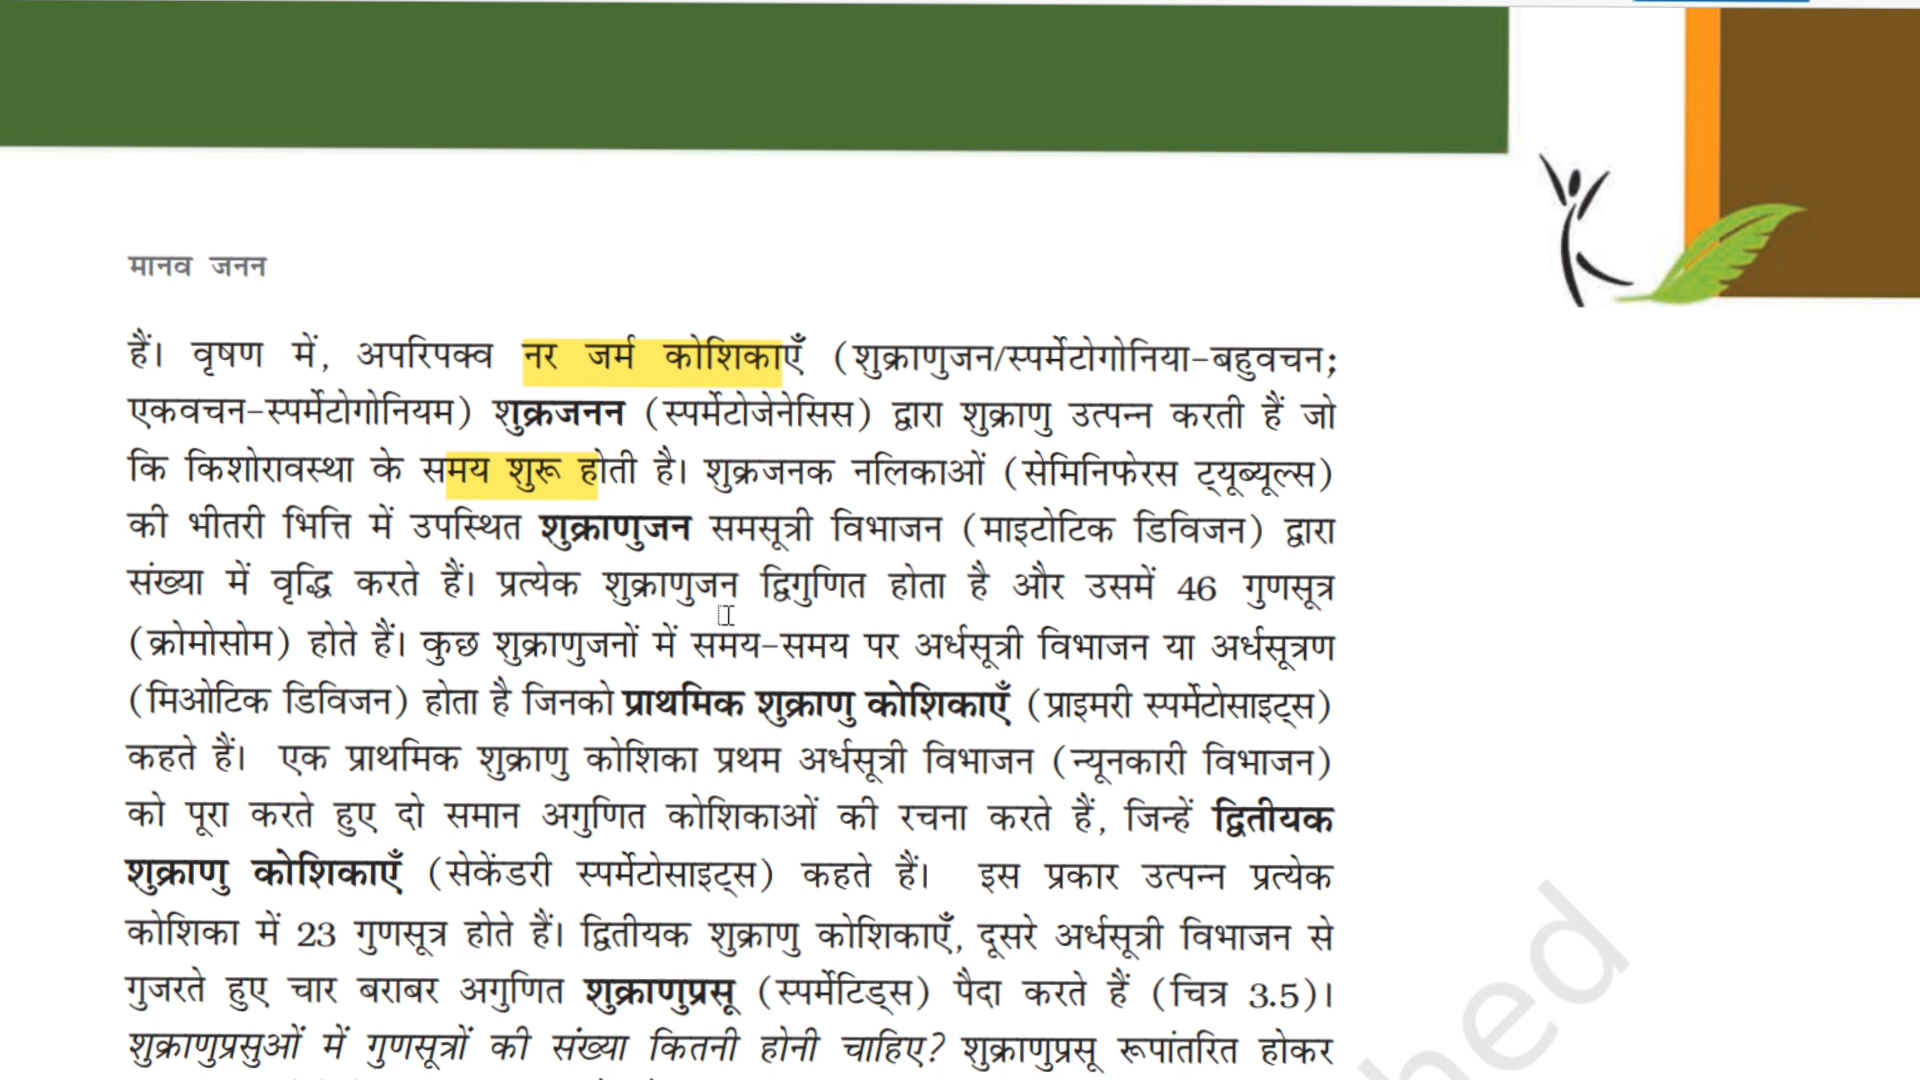 मानव जनन
हैं। वृषण में, अपरिपक्व नर जर्म कोशिकाएँ (शुक्राणुजन/स्पर्मेटोगोनिया-बहुवचन;
एकवचन-स्पर्मेटोगोनियम) शुक्रजनन (स्पर्मेटोजेनेसिस) द्वारा शुक्राणु उत्पन्न करती हैं जो
कि किशोरावस्था के समय शुरू होती है। शुक्रजनक नलिकाओं (सेमिनिफेरस ट्यूब्यूल्स)
की भीतरी भित्ति में उपस्थित शुक्राणुजन समसूत्री विभाजन (माइटोटिक डिविजन) द्वारा
संख्या में वृद्धि करते हैं। प्रत्येक शुक्राणुजन द्विगुणित होता है और उसमें 46 गुणसूत्र
(क्रोमोसोम) होते हैं। कुछ शुक्राणुजनों में समय-समय पर अर्धसूत्री विभाजन या अर्धसूत्रण
(मिओटिक डिविजन) होता है जिनको प्राथमिक शुक्राणु कोशिकाएँ (प्राइमरी स्पर्मेटोसाइट्स)
कहते हैं। एक प्राथमिक शुक्राणु कोशिका प्रथम अर्धसूत्री विभाजन (न्यूनकारी विभाजन)
को पूरा करते हुए दो समान अगुणित कोशिकाओं की रचना करते हैं, जिन्हें द्वितीयक
शुक्राणु कोशिकाएँ (सेकेंडरी स्पर्मेटोसाइट्स) कहते हैं। इस प्रकार उत्पन्न प्रत्येक
कोशिका में 23 गुणसूत्र होते हैं। द्वितीयक शुक्राणु कोशिकाएँ, दूसरे अर्धसूत्री विभाजन से
गुजरते हुए चार बराबर अगुणित शुक्राणुप्रसू (स्पर्मेटिड्स) पैदा करते हैं (चित्र 3.5)।
शुक्राणुप्रसुओं में गुणसूत्रों की संख्या कितनी होनी चाहिए? शुक्राणुप्रसू रूपांतरित होकर
hed